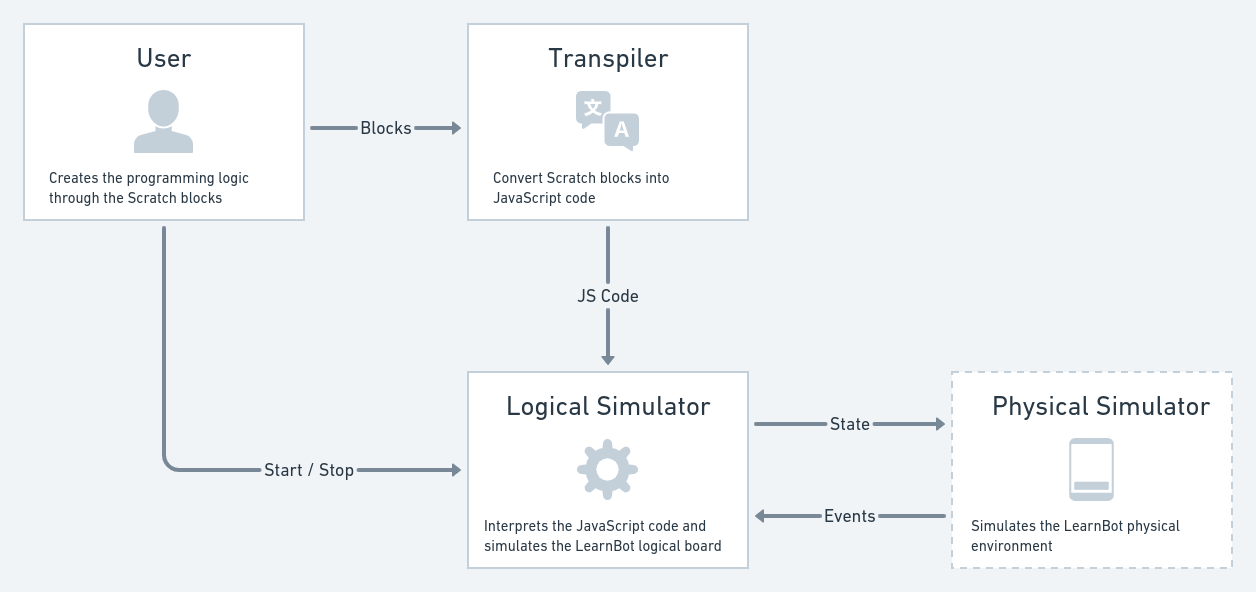 User
Creates the programming logic
through the Scratch blocks
Blocks
Transpiler
文
A
Convert Scratch blocks into
JavaScript code
JS Code
Start / Stop
Logical Simulator
Interprets the JavaScript code and
simulates the LearnBot logical board
State
Events
Physical Simulator
Simulates the LearnBot physical
environment